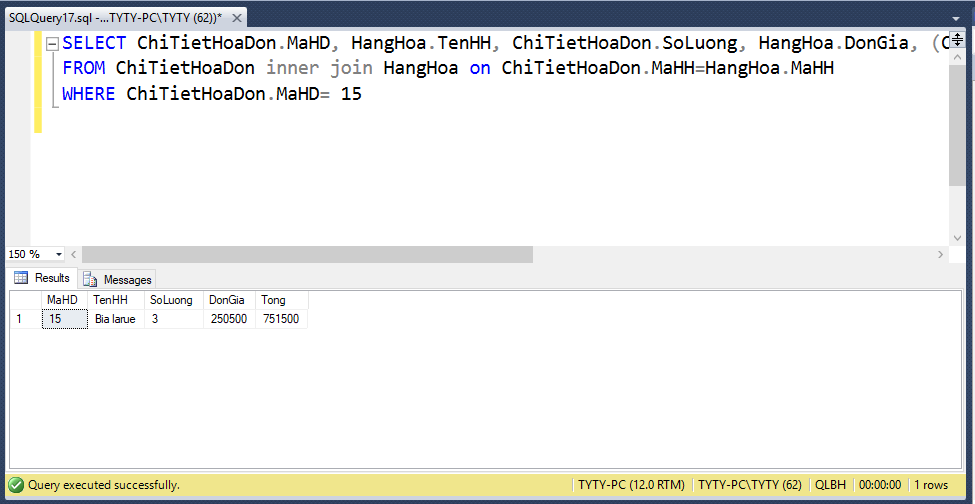 SQLQuery17.sql -...TYTY-PC\TYTY (62))*
SELECT ChiTietHoaDon.MaHD, HangHoa.TenHH, ChiTietHoaDon.SoLuong, HangHoa.DonGia, (C
FROM ChiTietHoaDon inner join HangHoa on ChiTietHoaDon.MaHH=HangHoa.MaHH
WHERE ChiTietHoaDon.MaHD= 15
150 %
Results Messages
MaHD TenHH SoLuong DonGia Tong
1 15 Bia larue 3 250500 751500
Query executed successfully. TYTY-PC (12.0 RTM) TYTY-PC\TYTY (62) QLBH 00:00:00 1 rows